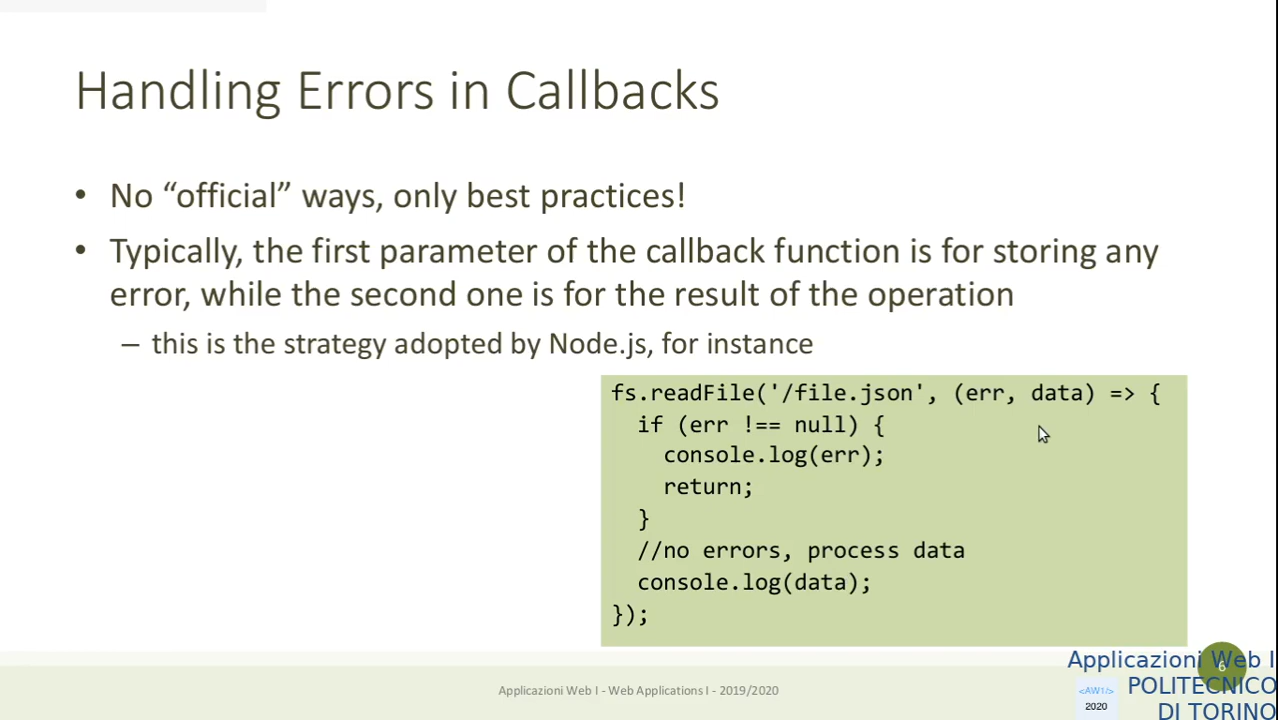 Handling Errors in Callbacks
• No “official” ways, only best practices!
• Typically, the first parameter of the callback function is for storing any
error, while the second one is for the result of the operation
– this is the strategy adopted by Node.js, for instance
fs.readFile('/file.json', (err, data) => {
  if (err !== null) {
    console.log(err);
    return;
  }
  //no errors, process data
  console.log(data);
});
Applicazioni Web I - Web Applications I - 2019/2020
6
Applicazioni Web I
POLITECNICO
DI TORINO
<AW1/>
2020